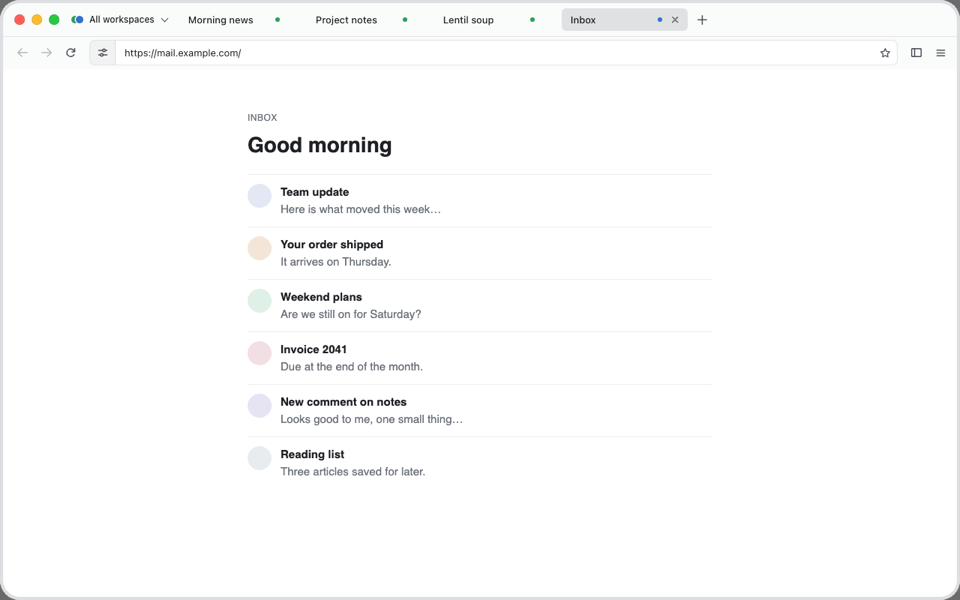 All workspaces
Morning news
Project notes
Lentil soup
Inbox
https://mail.example.com/
INBOX
Good morning
Team update
Here is what moved this week…
Your order shipped
It arrives on Thursday.
Weekend plans
Are we still on for Saturday?
Invoice 2041
Due at the end of the month.
New comment on notes
Looks good to me, one small thing…
Reading list
Three articles saved for later.